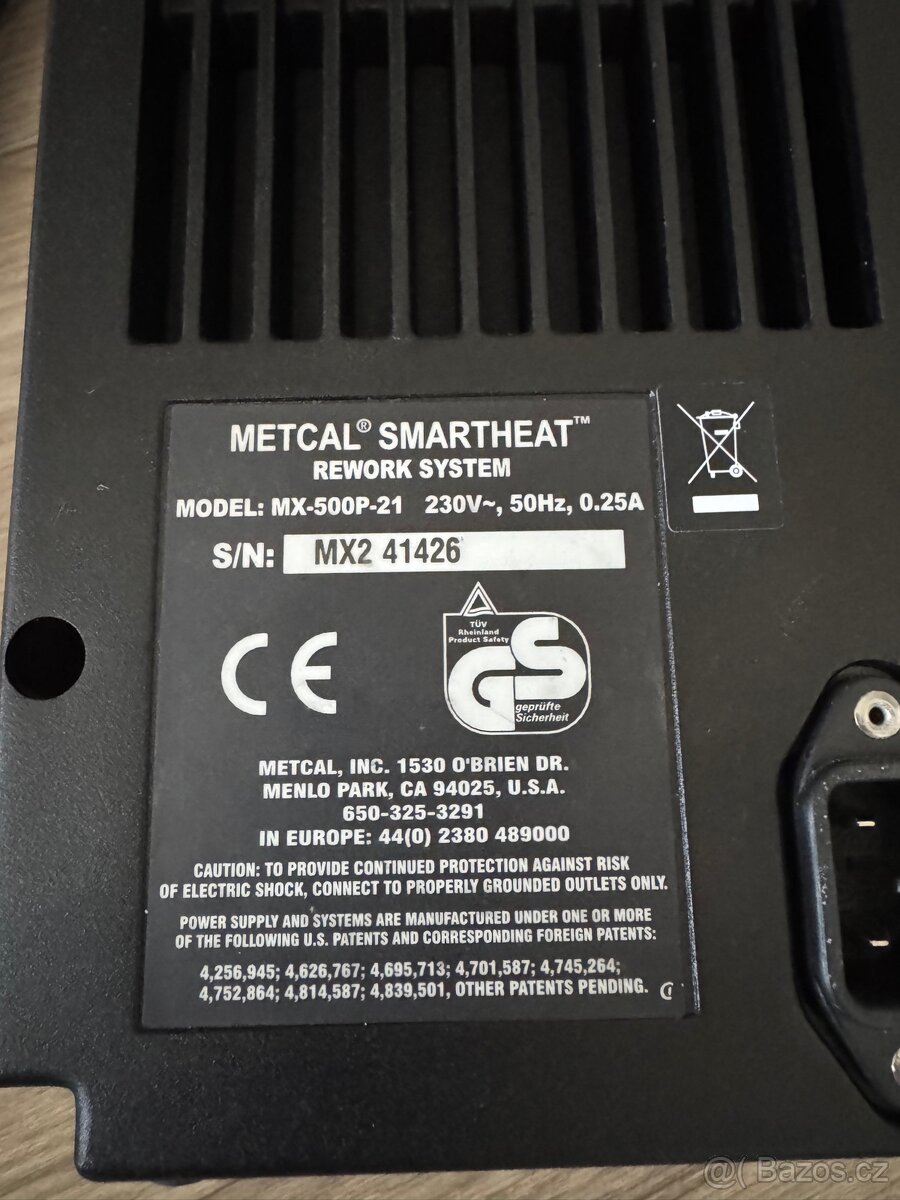 METCAL® SMARTHEAT™
REWORK SYSTEM
MODEL: MX-500P-21 230V~, 50Hz, 0.25A
S/N: MX2 41426
CE
TÜV
Rheinland
Product Safety
GS
geprüfte
Sicherheit
METCAL, INC. 1530 O'BRIEN DR.
MENLO PARK, CA 94025, U.S.A.
650-325-3291
IN EUROPE: 44(0) 2380 489000
CAUTION: TO PROVIDE CONTINUED PROTECTION AGAINST RISK
OF ELECTRIC SHOCK, CONNECT TO PROPERLY GROUNDED OUTLETS ONLY.
POWER SUPPLY AND SYSTEMS ARE MANUFACTURED UNDER ONE OR MORE
OF THE FOLLOWING U.S. PATENTS AND CORRESPONDING FOREIGN PATENTS:
4,256,945; 4,626,767; 4,695,713; 4,701,587; 4,745,264;
4,752,864; 4,814,587; 4,839,501, OTHER PATENTS PENDING.
@( Bazos.cz